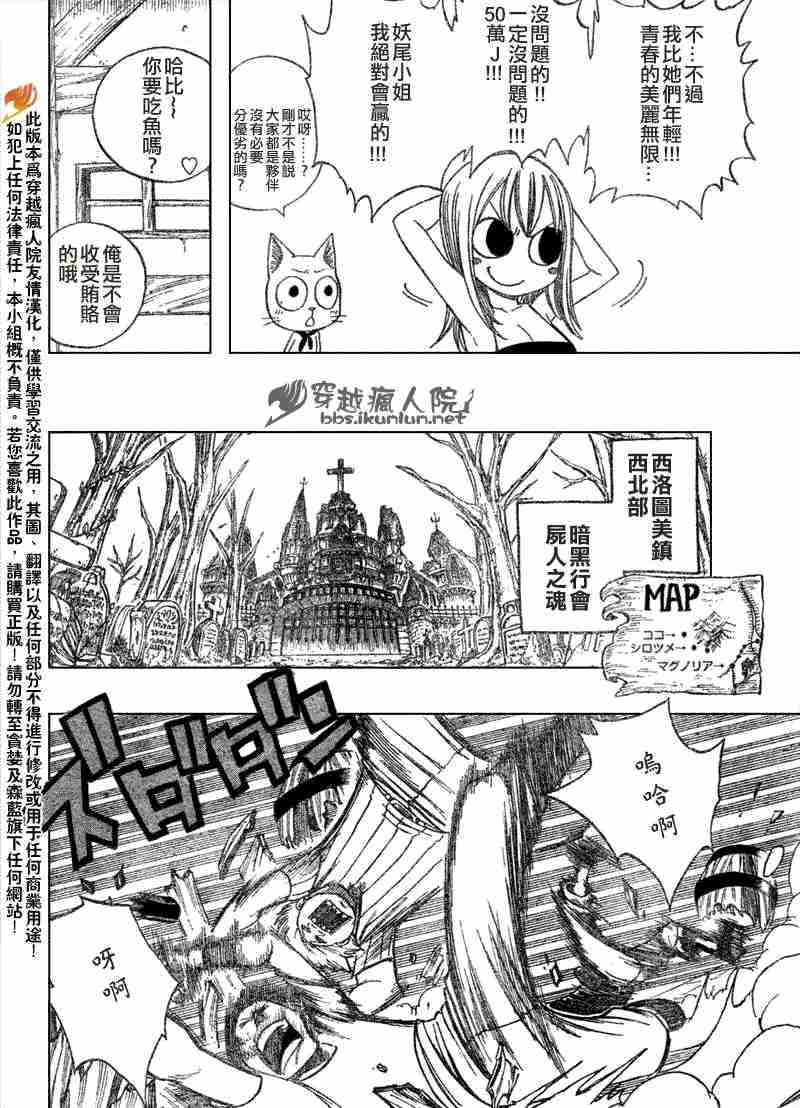 不…不過
我比她們年輕!!!
青春的美麗無限…
沒問題的!!
一定沒問題的!!!
50萬J!!!
妖尾小姐
我絕對會贏的!!!
哎呀……?
剛才不是說
大家都是夥伴
沒有必要
分優劣的嗎?
哈比~
你要吃魚嗎?♡
俺是不會
收受賄賂
的哦
穿越瘋人院
bbs.ikunlun.net
西洛圖美鎮
西北部
暗黑行會
屍人之魂
MAP
ココ→
シロツメ→
マグノリア→
ズダダン
嗚哈啊
呀啊
此版本爲穿越瘋人院友情漢化，僅供學習交流之用，其圖、翻譯以及任何部分不得進行修改或用于任何商業用途！
如犯上任何法律責任，本小組概不負責。若您喜歡此作品，請購買正版！請勿轉至貪婪及森藍旗下任何網站！